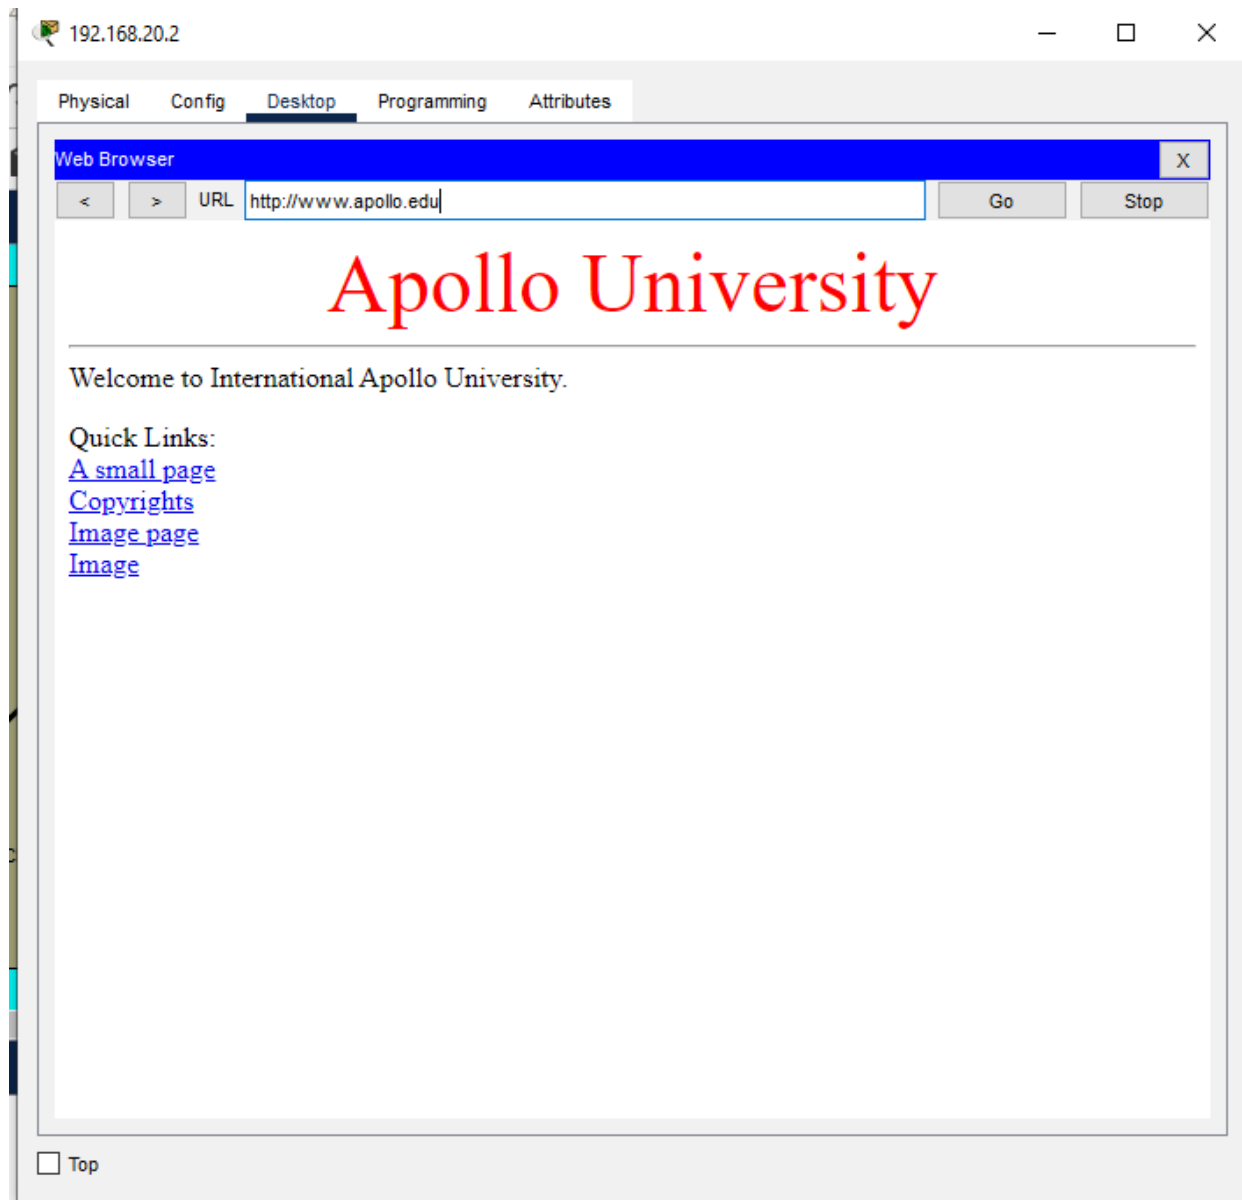 192.168.20.2
Physical Config Desktop Programming Attributes
Web Browser X
< > URL http://www.apollo.edu Go Stop
Apollo University
Welcome to International Apollo University.
Quick Links:
A small page
Copyrights
Image page
Image
Top